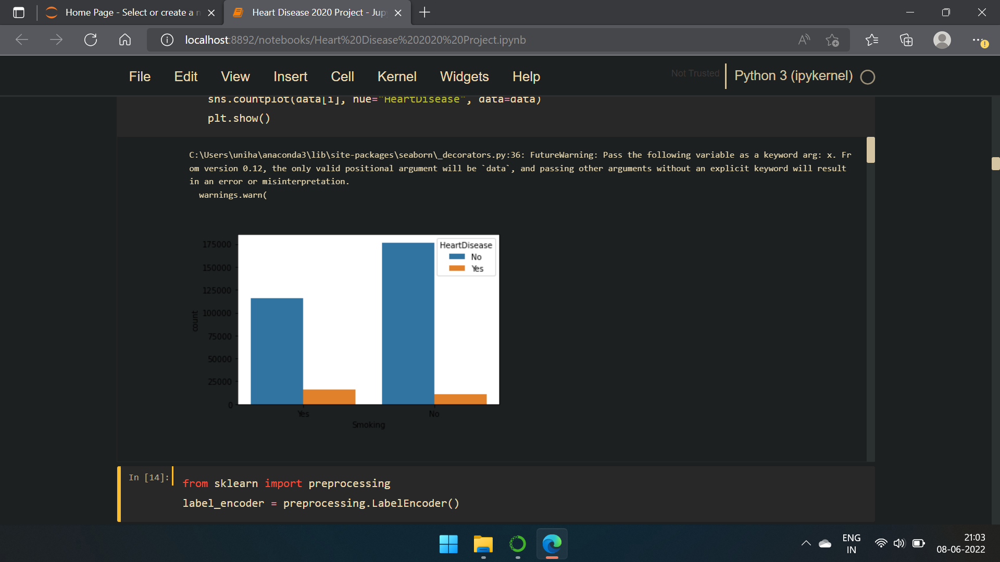 Home Page - Select or create a n
Heart Disease 2020 Project - Jup
localhost:8892/notebooks/Heart%20Disease%202020%20Project.ipynb
File Edit View Insert Cell Kernel Widgets Help
Not Trusted
Python 3 (ipykernel)
sns.countplot(data[i], hue="HeartDisease", data=data)
plt.show()
C:\Users\uniha\anaconda3\lib\site-packages\seaborn\_decorators.py:36: FutureWarning: Pass the following variable as a keyword arg: x. Fr
om version 0.12, the only valid positional argument will be `data`, and passing other arguments without an explicit keyword will result
in an error or misinterpretation.
warnings.warn(
175000
150000
125000
100000
75000
50000
25000
0
count
HeartDisease
No
Yes
Yes No
Smoking
In [14]:
from sklearn import preprocessing
label_encoder = preprocessing.LabelEncoder()
ENG
IN
21:03
08-06-2022